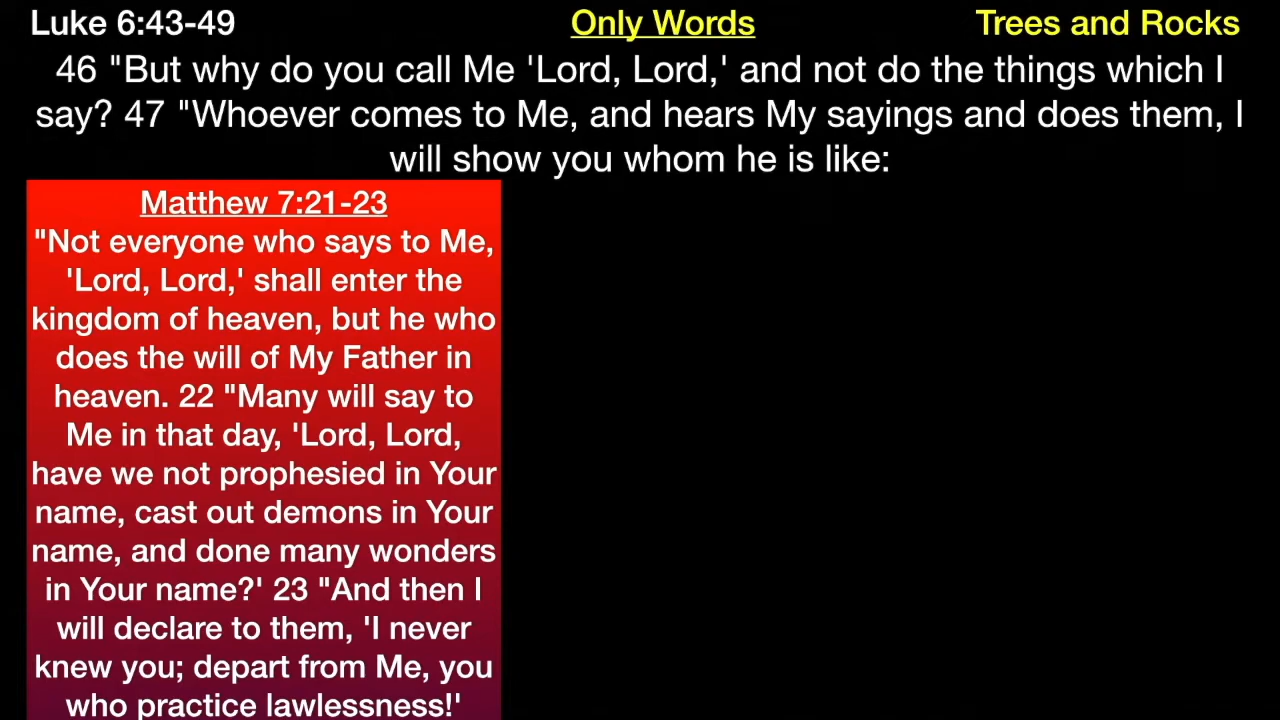 Luke 6:43-49 Only Words Trees and Rocks
46 "But why do you call Me 'Lord, Lord,' and not do the things which I
say? 47 "Whoever comes to Me, and hears My sayings and does them, I
will show you whom he is like:
Matthew 7:21-23
"Not everyone who says to Me,
'Lord, Lord,' shall enter the
kingdom of heaven, but he who
does the will of My Father in
heaven. 22 "Many will say to
Me in that day, 'Lord, Lord,
have we not prophesied in Your
name, cast out demons in Your
name, and done many wonders
in Your name?' 23 "And then I
will declare to them, 'I never
knew you; depart from Me, you
who practice lawlessness!'